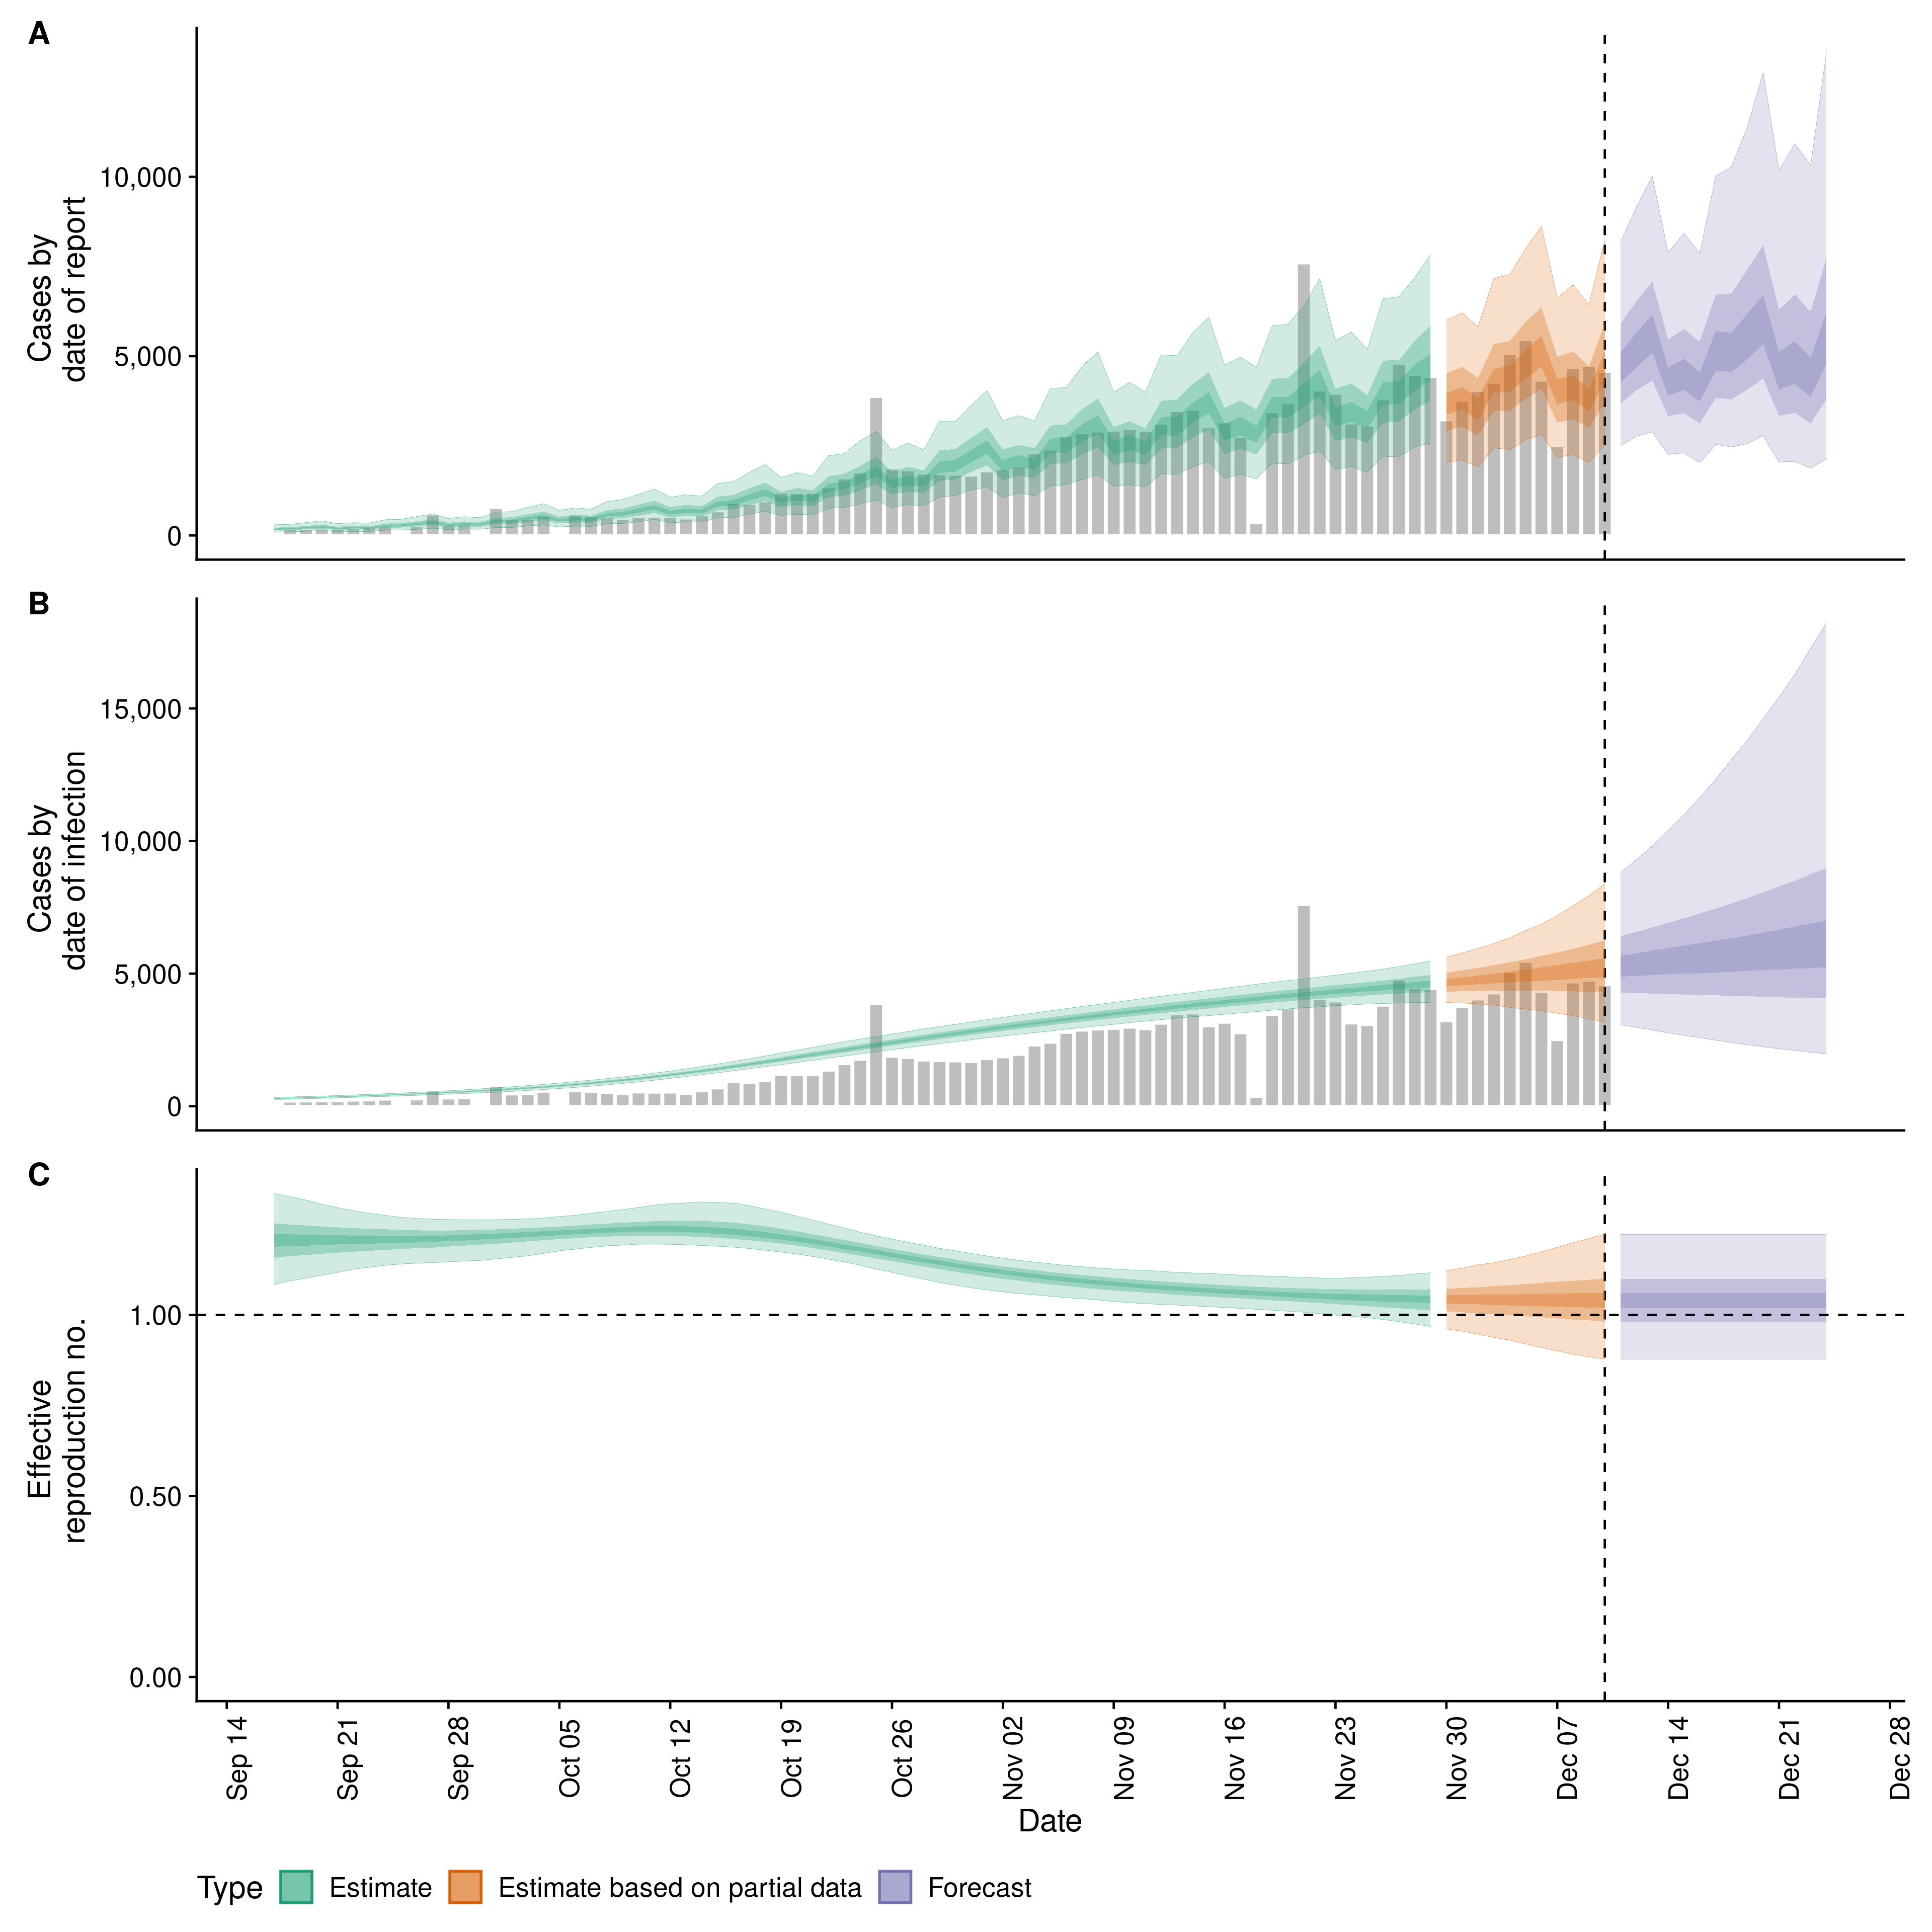 A
Cases by
date of report
10,000
5,000
0
B
Cases by
date of infection
15,000
10,000
5,000
0
C
Effective
reproduction no.
1.00
0.50
0.00
Sep 14
Sep 21
Sep 28
Oct 05
Oct 12
Oct 19
Oct 26
Nov 02
Nov 09
Nov 16
Nov 23
Nov 30
Dec 07
Dec 14
Dec 21
Dec 28
Date
Type Estimate Estimate based on partial data Forecast